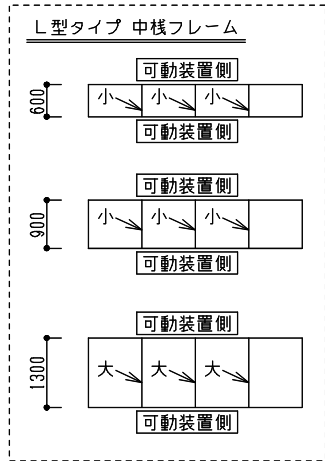 L型タイプ 中桟フレーム
可動装置側
600
小 小 小
可動装置側
可動装置側
900
小 小 小
可動装置側
可動装置側
1300
大 大 大
可動装置側